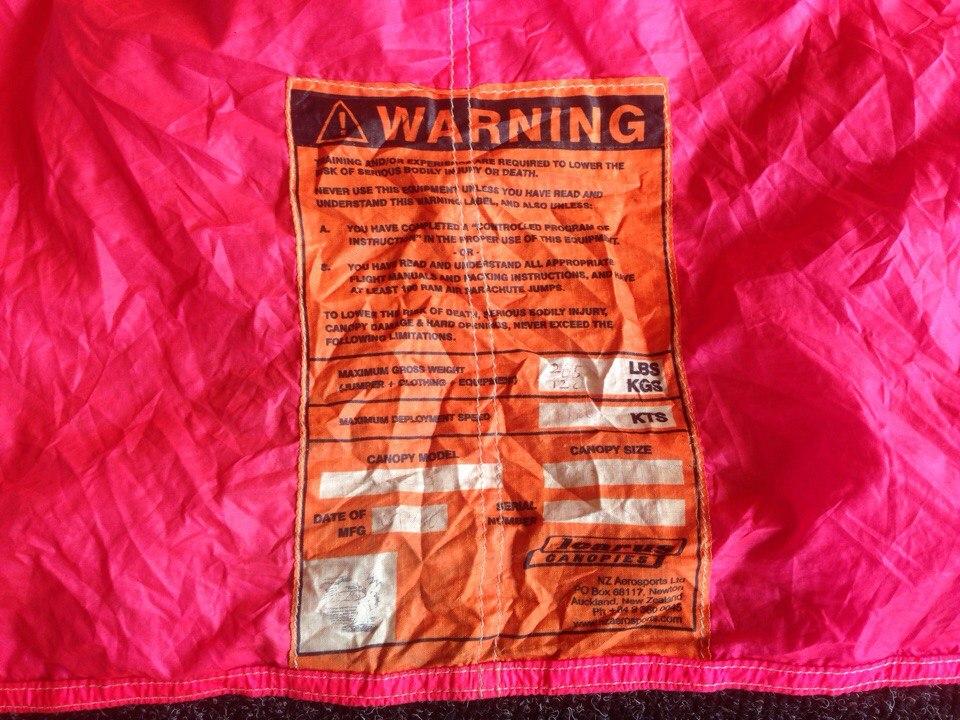 WARNING
TRAINING AND/OR EXPERIENCE ARE REQUIRED TO LOWER THE
RISK OF SERIOUS BODILY INJURY OR DEATH.
NEVER USE THIS EQUIPMENT UNLESS YOU HAVE READ AND
UNDERSTAND THIS WARNING LABEL, AND ALSO UNLESS:
A. YOU HAVE COMPLETED A "CONTROLLED PROGRAM OF
INSTRUCTION" IN THE PROPER USE OF THIS EQUIPMENT.
- OR -
B. YOU HAVE READ AND UNDERSTAND ALL APPROPRIATE
FLIGHT MANUALS AND PACKING INSTRUCTIONS, AND HAVE
AT LEAST 100 RAM AIR PARACHUTE JUMPS.
TO LOWER THE RISK OF DEATH, SERIOUS BODILY INJURY,
CANOPY DAMAGE & HARD OPENINGS, NEVER EXCEED THE
FOLLOWING LIMITATIONS.
MAXIMUM GROSS WEIGHT LBS
(JUMPER + CLOTHING + EQUIPMENT) KGS
MAXIMUM DEPLOYMENT SPEED KTS
CANOPY MODEL CANOPY SIZE
DATE OF MFG SERIAL NUMBER
Icarus
CANOPIES
NZ Aerosports Ltd
PO Box 68117, Newton
Auckland, New Zealand
Ph +64 9 360 0045
www.nzaerosports.com